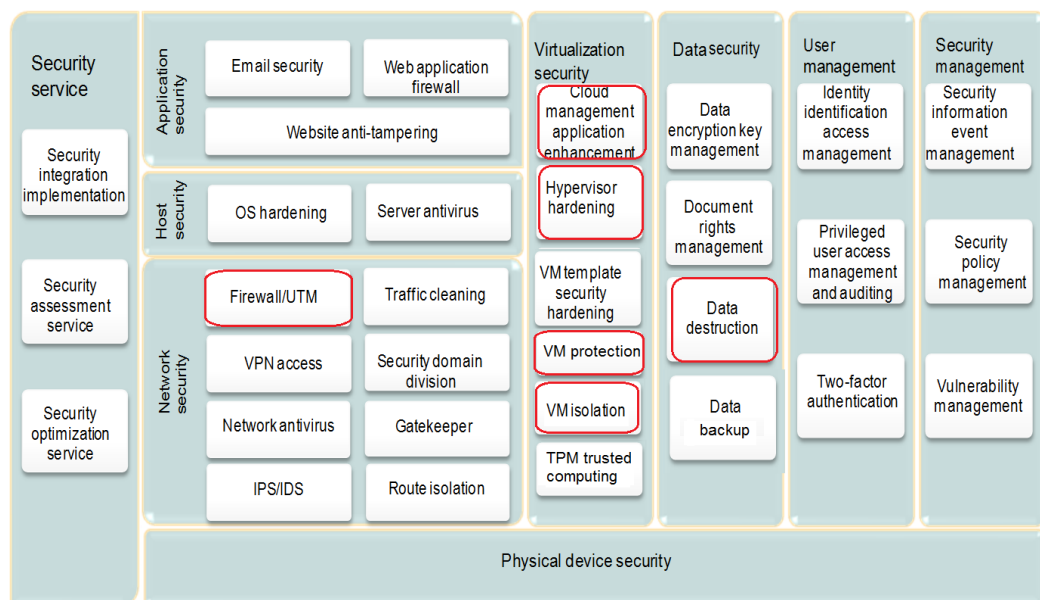 Security
service
Security
integration
implementation
Security
assessment
service
Security
optimization
service
Application
security
Email security
Web application
firewall
Website anti-tampering
Host
security
OS hardening
Server antivirus
Network
security
Firewall/UTM
Traffic cleaning
VPN access
Security domain
division
Network antivirus
Gatekeeper
IPS/IDS
Route isolation
Virtualization
security
Cloud
management
application
enhancement
Hypervisor
hardening
VM template
security
hardening
VM protection
VM isolation
TPM trusted
computing
Data security
Data
encryption key
management
Document
rights
management
Data
destruction
Data
backup
User
management
Identity
identification
access
management
Privileged
user access
management
and auditing
Two-factor
authentication
Security
management
Security
information
event
management
Security
policy
management
Vulnerability
management
Physical device security